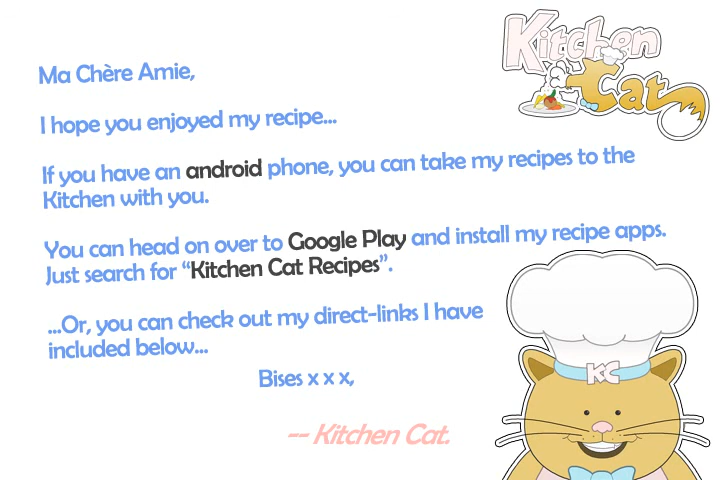 Kitchen
Cat
Ma Chère Amie,
I hope you enjoyed my recipe...
If you have an android phone, you can take my recipes to the
Kitchen with you.
You can head on over to Google Play and install my recipe apps.
Just search for “Kitchen Cat Recipes”.
...Or, you can check out my direct-links I have
included below...
Bises x x x,
-- Kitchen Cat.
KC